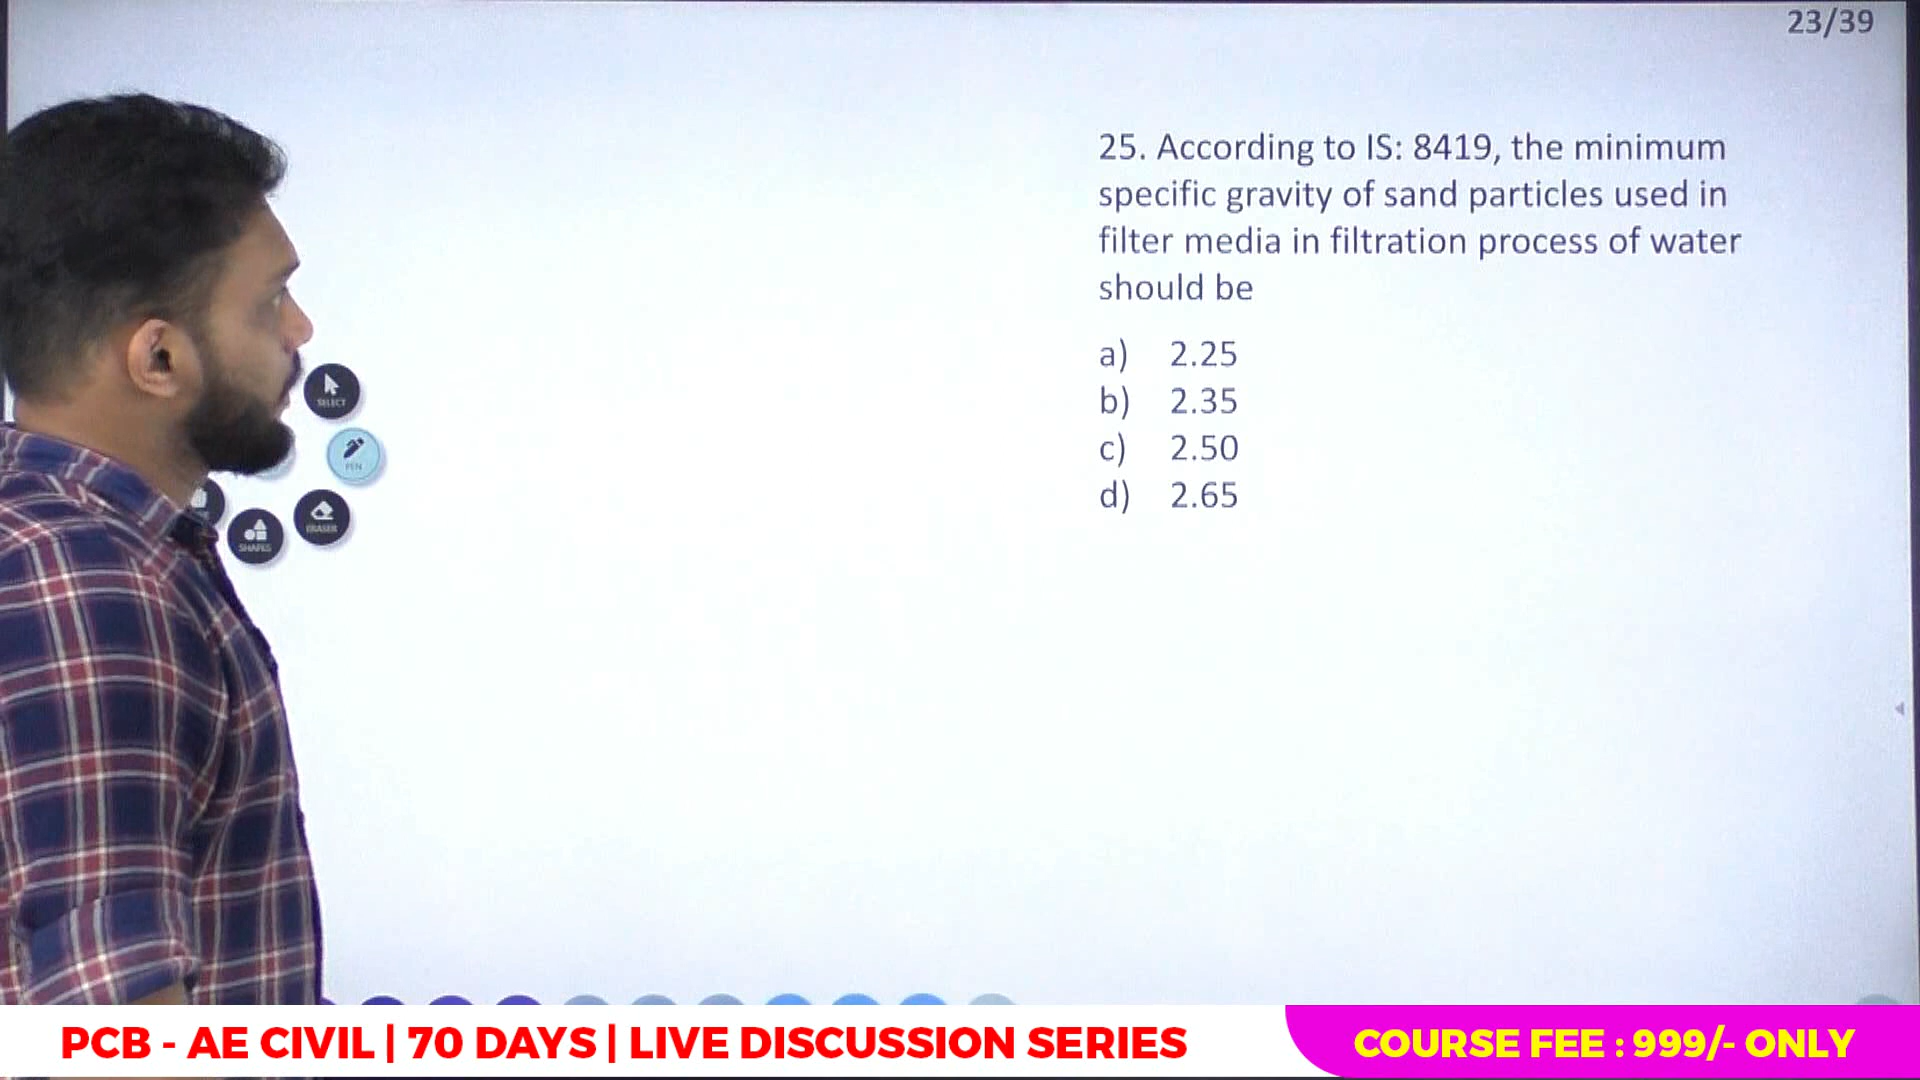 23/39
25. According to IS: 8419, the minimum
specific gravity of sand particles used in
filter media in filtration process of water
should be
a) 2.25
b) 2.35
c) 2.50
d) 2.65
SELECT
PEN
ERASER
SHAPES
PCB - AE CIVIL | 70 DAYS | LIVE DISCUSSION SERIES
COURSE FEE : 999/- ONLY